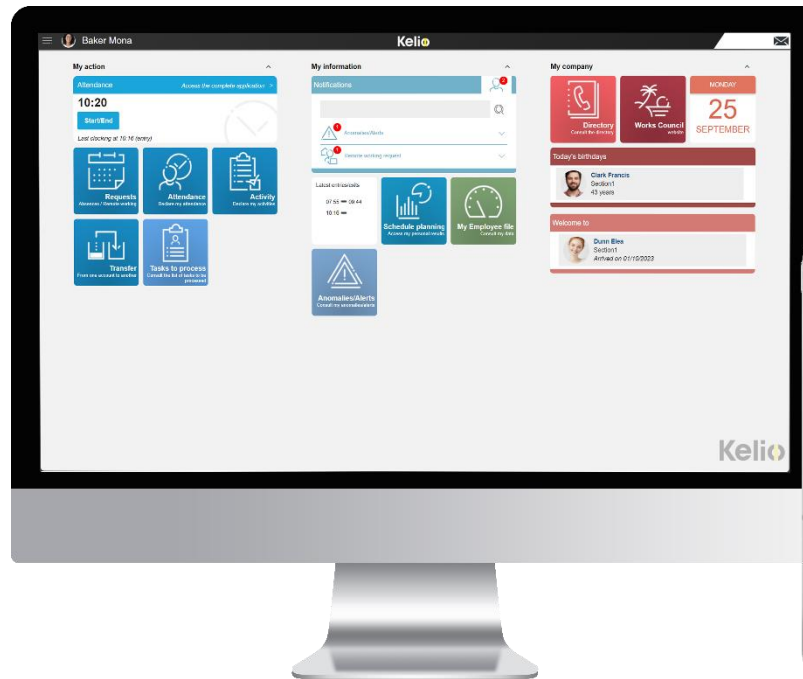 Baker Mona
Kelio
My action
Attendance
Access the complete application >
10:20
Start/End
Last clocking at 10:16 (entry)
Requests
Absences / Remote working
Attendance
Declare my attendance
Activity
Declare my activities
Transfer
From one account to another
Tasks to process
Consult the list of tasks to be processed
My information
Notifications
2
1
Anomalies/Alerts
1
Remote working request
Latest entries/exits
07:55 ➡ 09:44
10:16 ➡
Schedule planning
Access my personal results
My Employee file
Consult my data
Anomalies/Alerts
Consult my anomalies/alerts
My company
Directory
Consult the directory
Works Council
website
MONDAY
25
SEPTEMBER
Today's birthdays
Clark Francis
Section1
43 years
Welcome to
Dunn Elea
Section1
Arrived on 01/10/2023
Kelio